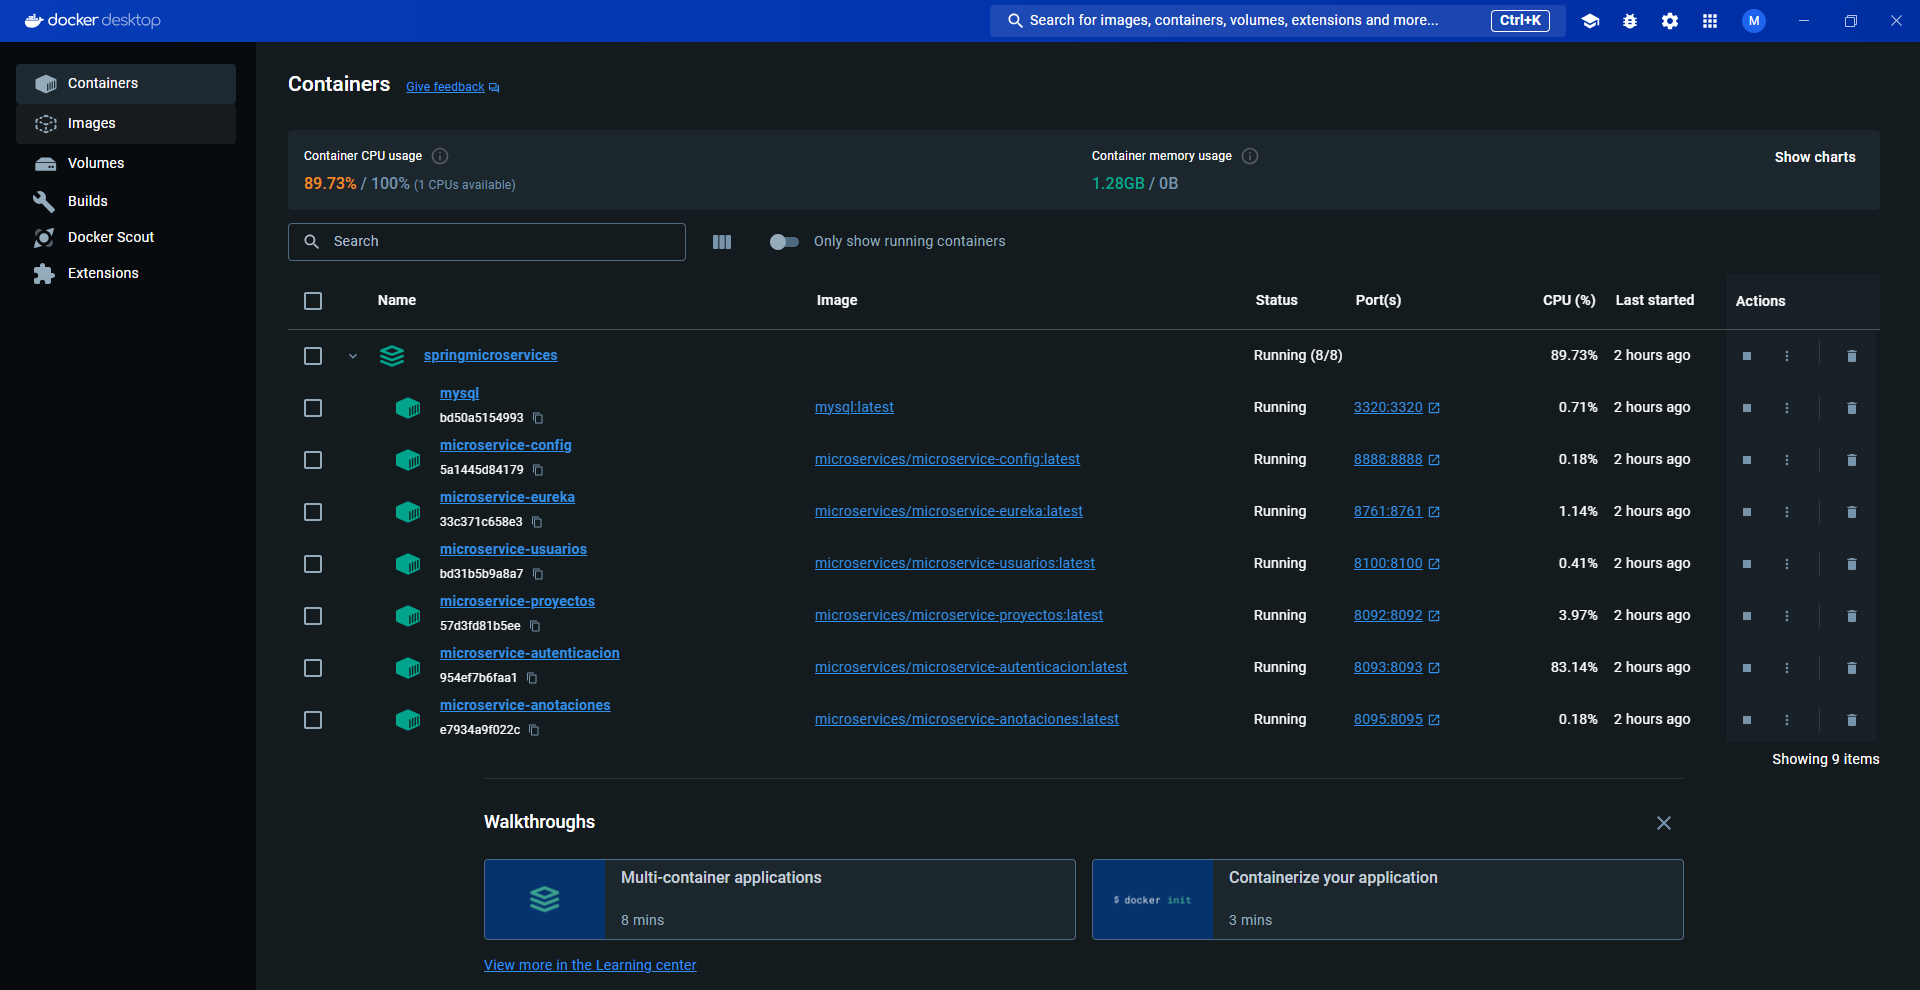 docker desktop
Search for images, containers, volumes, extensions and more...
Ctrl+K
M
Containers
Images
Volumes
Builds
Docker Scout
Extensions
Containers
Give feedback
Container CPU usage
89.73% / 100% (1 CPUs available)
Container memory usage
1.28GB / 0B
Show charts
Search
Only show running containers
Name Image Status Port(s) CPU (%) Last started Actions
springmicroservices Running (8/8) 89.73% 2 hours ago
mysql
bd50a5154993
mysql:latest Running 3320:3320 0.71% 2 hours ago
microservice-config
5a1445d84179
microservices/microservice-config:latest Running 8888:8888 0.18% 2 hours ago
microservice-eureka
33c371c658e3
microservices/microservice-eureka:latest Running 8761:8761 1.14% 2 hours ago
microservice-usuarios
bd31b5b9a8a7
microservices/microservice-usuarios:latest Running 8100:8100 0.41% 2 hours ago
microservice-proyectos
57d3fd81b5ee
microservices/microservice-proyectos:latest Running 8092:8092 3.97% 2 hours ago
microservice-autenticacion
954ef7b6faa1
microservices/microservice-autenticacion:latest Running 8093:8093 83.14% 2 hours ago
microservice-anotaciones
e7934a9f022c
microservices/microservice-anotaciones:latest Running 8095:8095 0.18% 2 hours ago
Showing 9 items
Walkthroughs
Multi-container applications
8 mins
$ docker init
Containerize your application
3 mins
View more in the Learning center